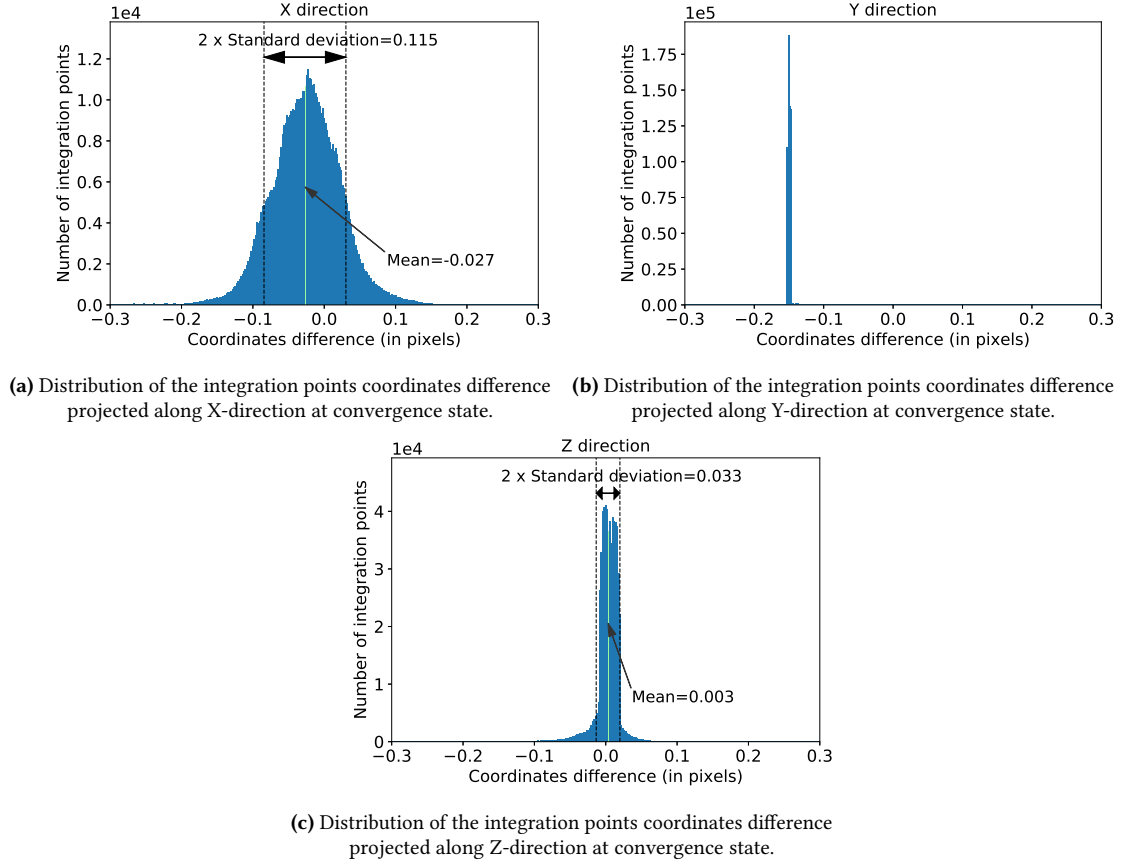 1e4
X direction
2 x Standard deviation=0.115
Number of integration points
1.2
1.0
0.8
0.6
0.4
0.2
0.0
Mean=-0.027
−0.3 −0.2 −0.1 0.0 0.1 0.2 0.3
Coordinates difference (in pixels)
1e5
Y direction
Number of integration points
1.75
1.50
1.25
1.00
0.75
0.50
0.25
0.00
−0.3 −0.2 −0.1 0.0 0.1 0.2 0.3
Coordinates difference (in pixels)
(a) Distribution of the integration points coordinates difference
projected along X-direction at convergence state.
(b) Distribution of the integration points coordinates difference
projected along Y-direction at convergence state.
1e4
Z direction
2 x Standard deviation=0.033
Number of integration points
4
3
2
1
0
Mean=0.003
−0.3 −0.2 −0.1 0.0 0.1 0.2 0.3
Coordinates difference (in pixels)
(c) Distribution of the integration points coordinates difference
projected along Z-direction at convergence state.